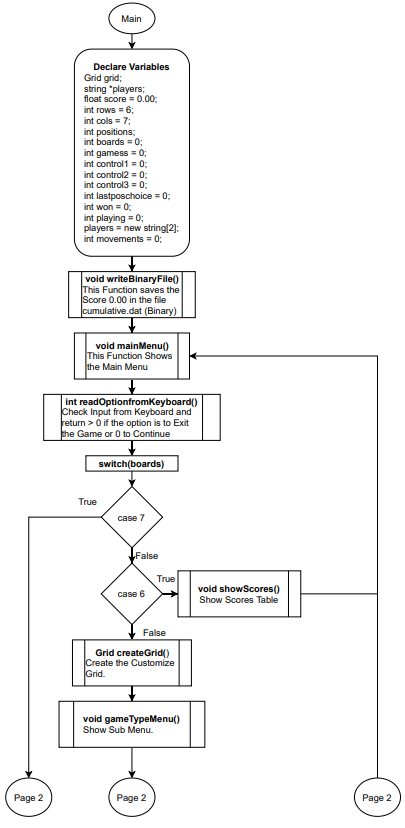 Main
Declare Variables
Grid grid;
string *players;
float score = 0.00;
int rows = 6;
int cols = 7;
int positions;
int boards = 0;
int gamess = 0;
int control1 = 0;
int control2 = 0;
int control3 = 0;
int lastposchoice = 0;
int won = 0;
int playing = 0;
players = new string[2];
int movements = 0;
void writeBinaryFile()
This Function saves the
Score 0.00 in the file
cumulative.dat (Binary)
void mainMenu()
This Function Shows
the Main Menu
int readOptionfromKeyboard()
Check Input from Keyboard and
return > 0 if the option is to Exit
the Game or 0 to Continue
switch(boards)
True
case 7
False
True
case 6
void showScores()
Show Scores Table
False
Grid createGrid()
Create the Customize
Grid.
void gameTypeMenu()
Show Sub Menu.
Page 2
Page 2
Page 2